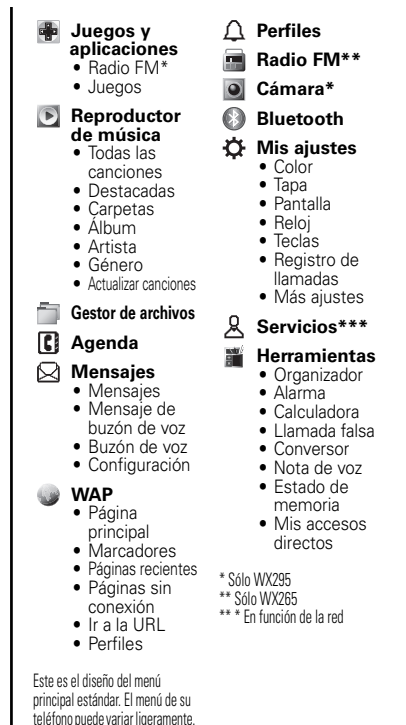 Juegos y
aplicaciones
• Radio FM*
• Juegos
Reproductor
de música
• Todas las
canciones
• Destacadas
• Carpetas
• Álbum
• Artista
• Género
• Actualizar canciones
Gestor de archivos
Agenda
Mensajes
• Mensajes
• Mensaje de
buzón de voz
• Buzón de voz
• Configuración
WAP
• Página
principal
• Marcadores
• Páginas recientes
• Páginas sin
conexión
• Ir a la URL
• Perfiles
Este es el diseño del menú
principal estándar. El menú de su
teléfono puede variar ligeramente.
Perfiles
Radio FM**
Cámara*
Bluetooth
Mis ajustes
• Color
• Tapa
• Pantalla
• Reloj
• Teclas
• Registro de
llamadas
• Más ajustes
Servicios***
Herramientas
• Organizador
• Alarma
• Calculadora
• Llamada falsa
• Conversor
• Nota de voz
• Estado de
memoria
• Mis accesos
directos
* Sólo WX295
** Sólo WX265
** * En función de la red